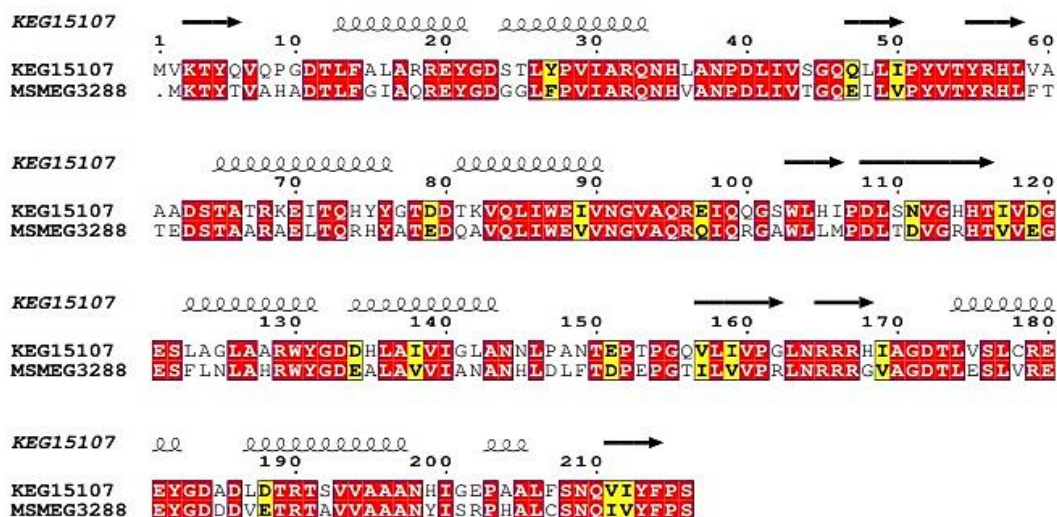 KEG15107
1 10 20 30 40 50 60
KEG15107 MVKTYQVQPGDTLFALARREYGDSTLYPVIARQNHLANPDLIVSGQQLLIPYVTYRHLVA
MSMEG3288 .MKTYTVAHADTLFGIAQREYGDGGLFPVIARQNHVANPDLIVTGQEILVPYVTYRHLFT
KEG15107
70 80 90 100 110 120
KEG15107 AADSTATRKEITQHYYGTDDTKVQLIWEIVNGVAQREIQQGSWLHIPDLSNVGHHTIVDG
MSMEG3288 TEDSTAARAELTQRHYATEDQAVQLIWEVVNGVAQRQIQRGAWLLMPDLTDVGRHTVVEG
KEG15107
130 140 150 160 170 180
KEG15107 ESLAGLAARWYGDDHLAIVIGLANNLPANTEPTPGQVLIVPGLNRRRHIAGDTLVSLCRE
MSMEG3288 ESFLNLAHRWYGDEALAVVIANANHLDLFTDPEPGTILVVPRLNRRRGVAGDTLESLVRE
KEG15107
190 200 210
KEG15107 EYGDADLDTRTSVVAAANHIGEPAALFSNQVIYFPS
MSMEG3288 EYGDDDVETRTAVVAAANYISRPHALCSNQIVYFPS